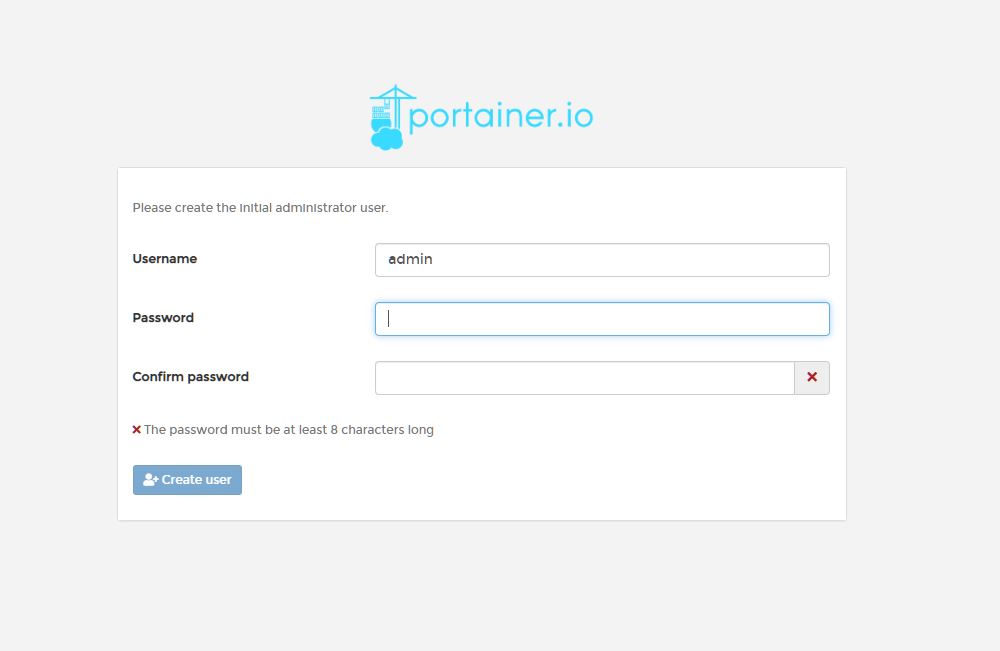 portainer.io
Please create the initial administrator user.
Username
admin
Password
Confirm password
The password must be at least 8 characters long
Create user